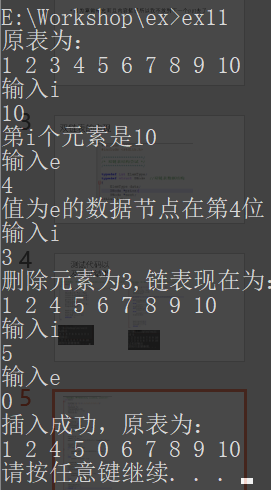 E:\Workshop\ex>ex11
原表为：
1 2 3 4 5 6 7 8 9 10
输入i
10
第i个元素是10
输入e
4
值为e的数据节点在第4位
输入i
3
删除元素为3,链表现在为：
1 2 4 5 6 7 8 9 10
输入i
5
输入e
0
插入成功，原表为：
1 2 4 5 0 6 7 8 9 10
请按任意键继续. . .